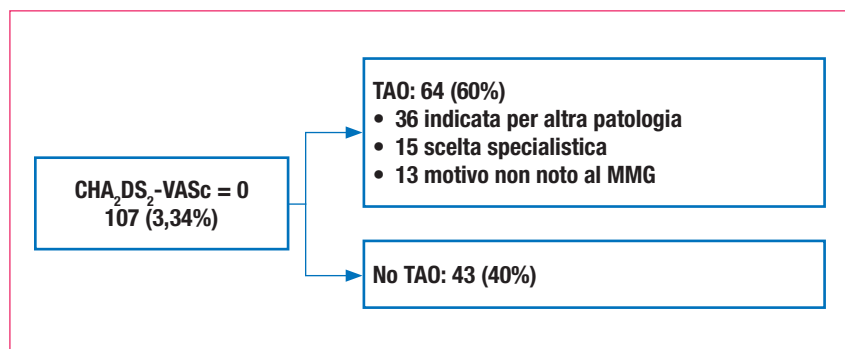 TAO: 64 (60%)
• 36 indicata per altra patologia
• 15 scelta specialistica
• 13 motivo non noto al MMG
CHA₂DS₂-VASc = 0
107 (3,34%)
No TAO: 43 (40%)